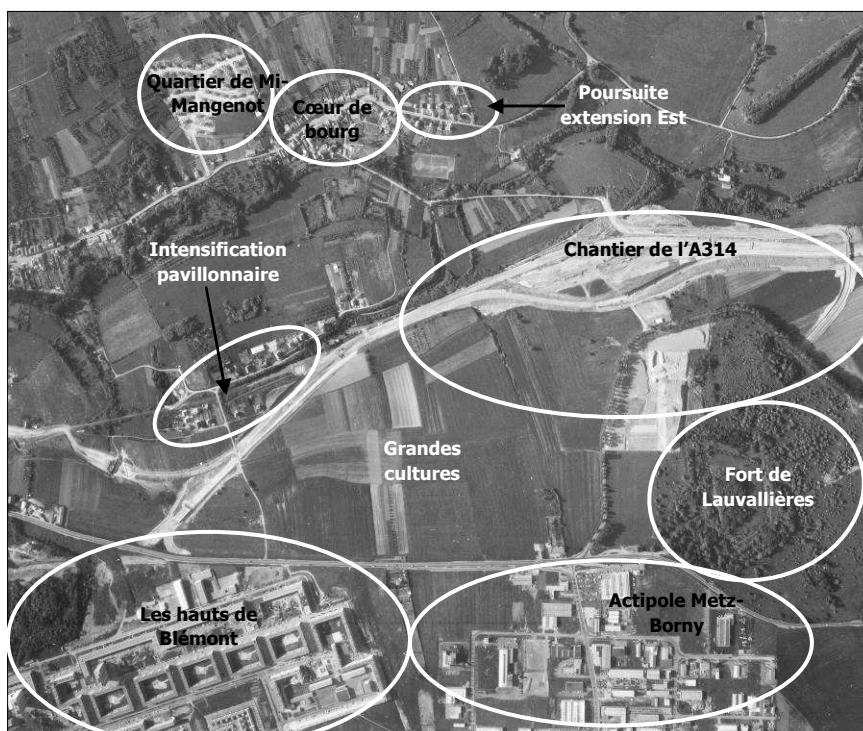 Quartier de Mi-
Mangenot
Cœur de
bourg
Poursuite
extension Est
Intensification
pavillonnaire
Chantier de l’A314
Grandes
cultures
Fort de
Lauvallières
Les hauts de
Blémont
Actipole Metz-
Borny